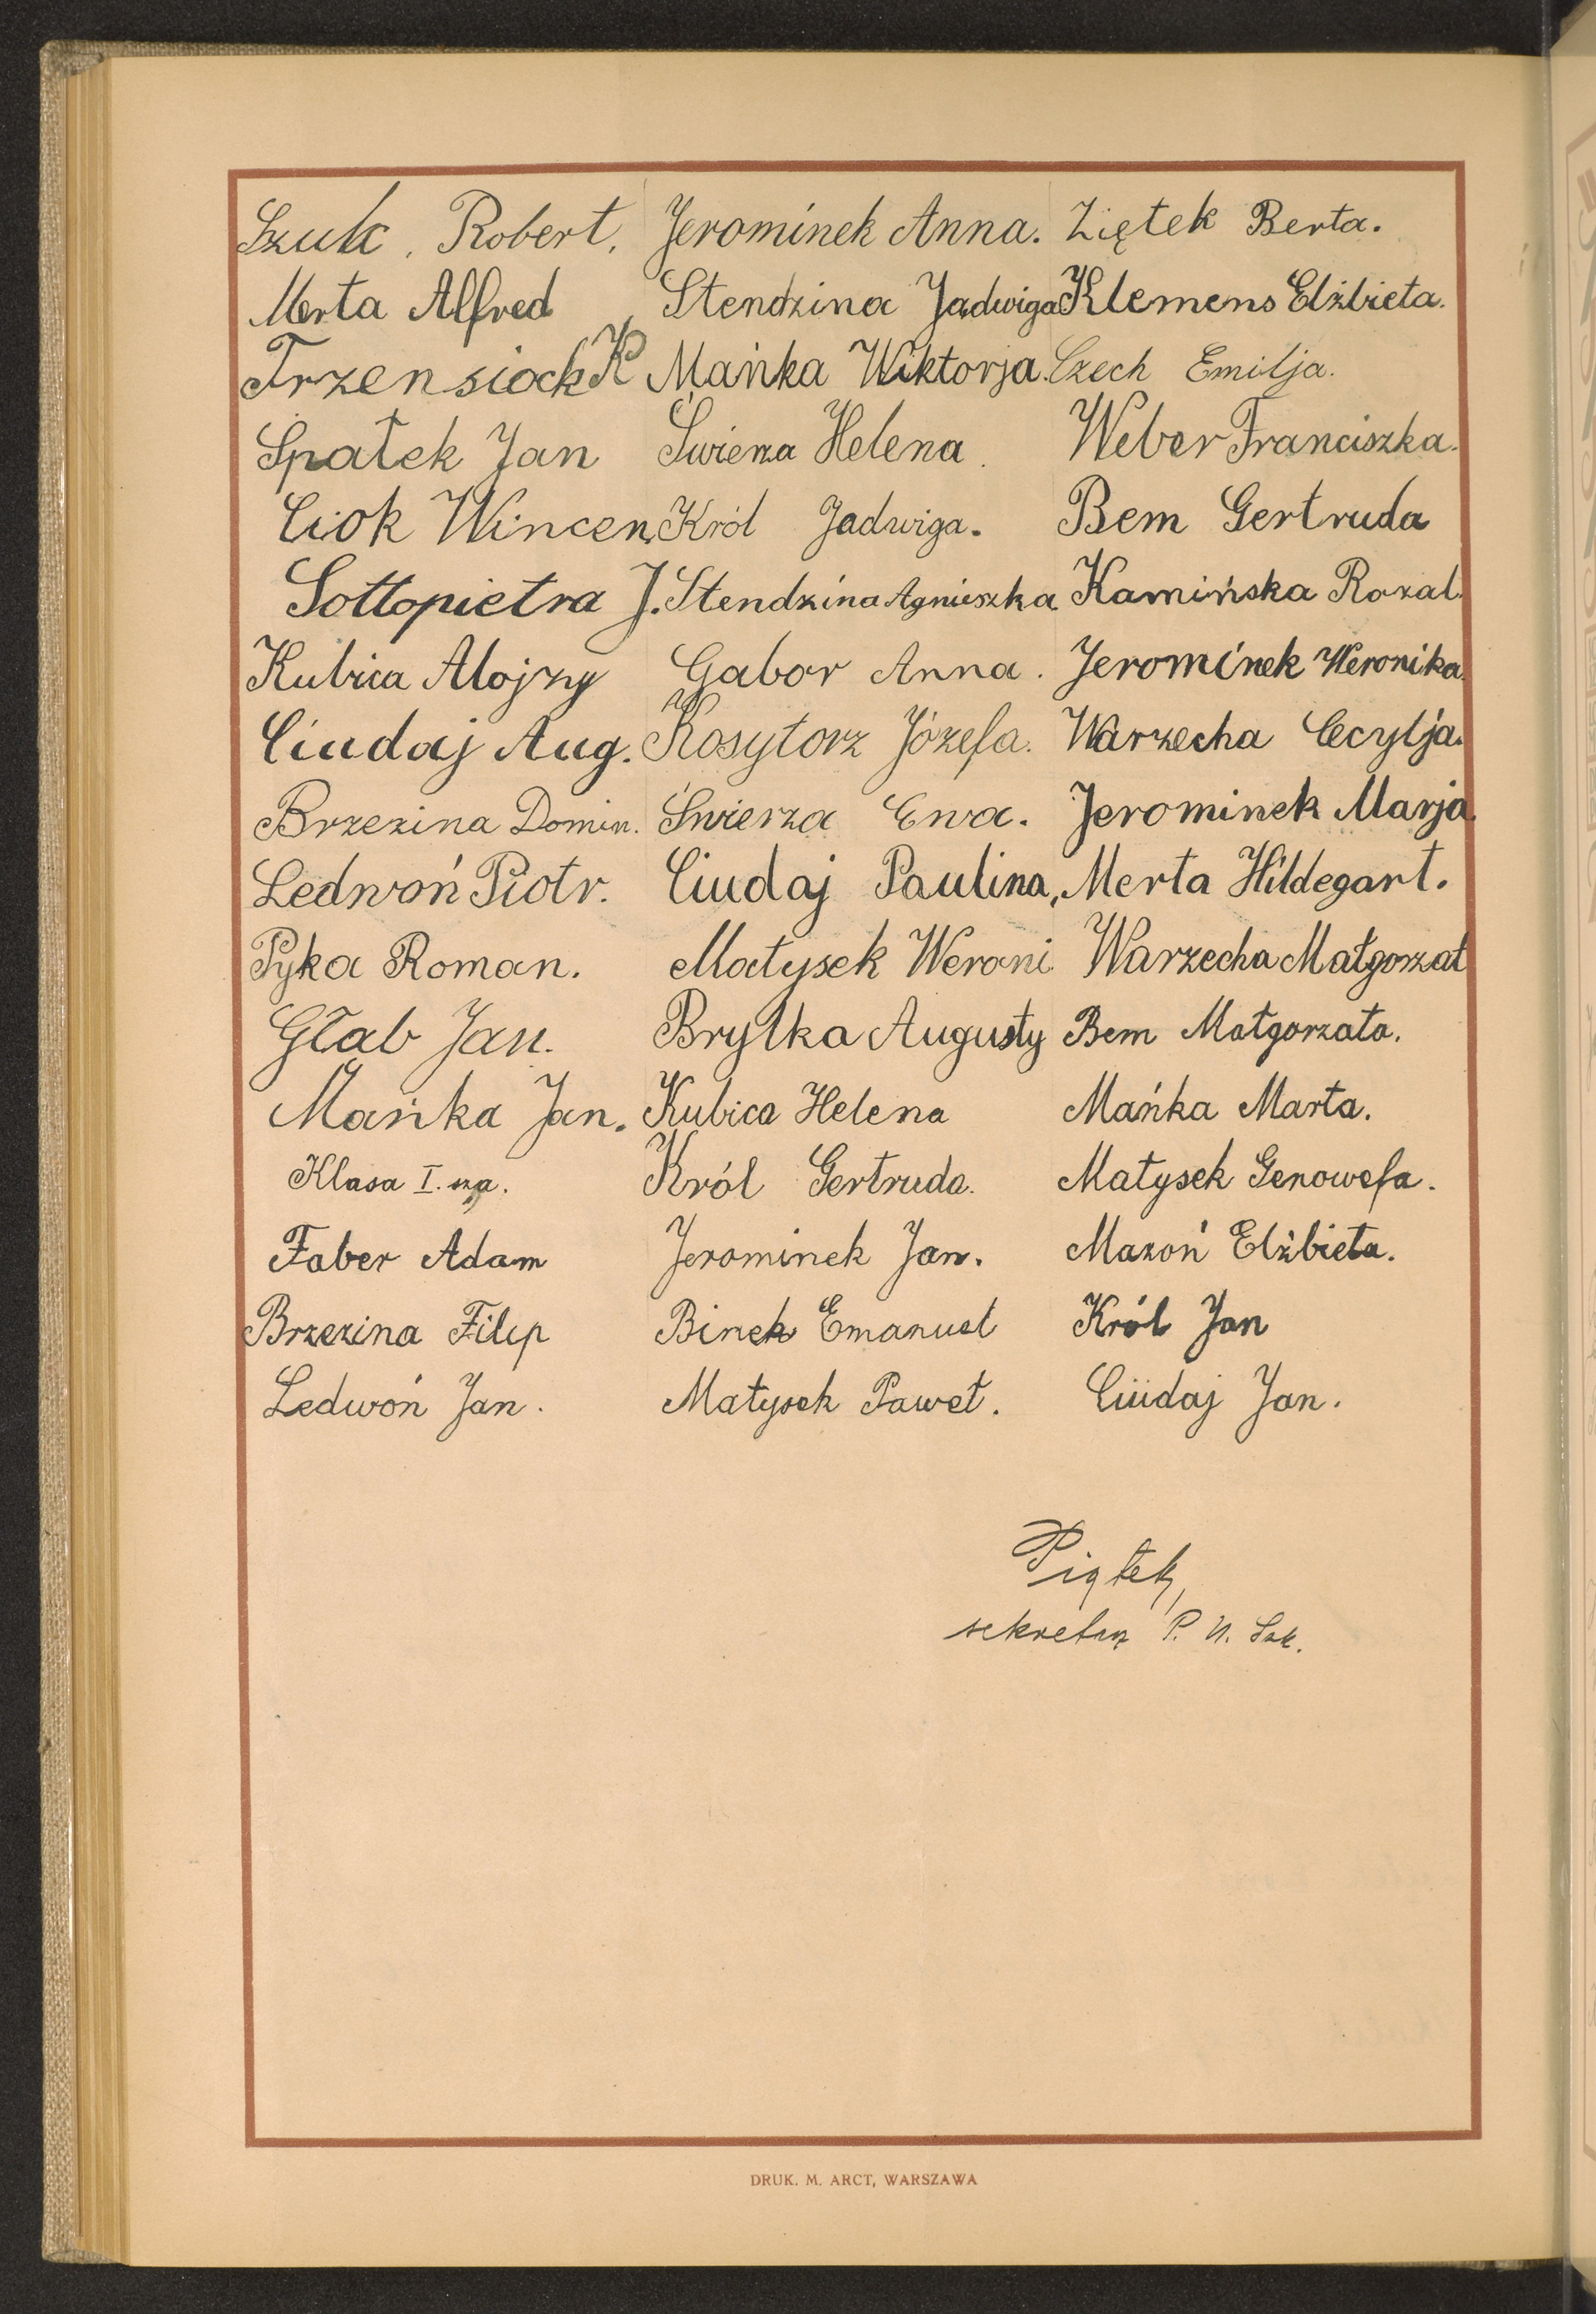 Szulc, Robert. Jerominek Anna. Ziętek Berta.
Merta Alfred Stendzina Jadwiga Klemens Elżbieta.
Trzensiock K Mańka Wiktorja. Czech Emilja.
Spałek Jan Świerza Helena. Weber Franciszka.
Ciok Wincen. Król Jadwiga. Bem Gertruda
Sottopietra J. Stendzina Agnieszka Kamińska Rozal.
Kubica Alojzy Gabor Anna. Jerominek Weronika.
Ciudaj Aug. Kosytorz Józefa. Warzecha Cecylja.
Brzezina Domin. Świerza Ewa. Jerominek Marja.
Ledwoń Piotr. Ciudaj Paulina, Merta Hildegart.
Pyka Roman. Matysek Weroni Warzecha Małgorzat
Głab Jan. Bryłka Augusty Bem Małgorzata.
Mańka Jan. Kubica Helena Mańka Marta.
Klasa I. sza. Król Gertruda. Matysek Genowefa.
Faber Adam Jerominek Jan. Mazoń Elżbieta.
Brzezina Filip Binek Emanuel Król Jan
Ledwoń Jan. Matysek Paweł. Ciudaj Jan.
Piątek,
sekretarz P. U. Szk.
DRUK. M. ARCT, WARSZAWA